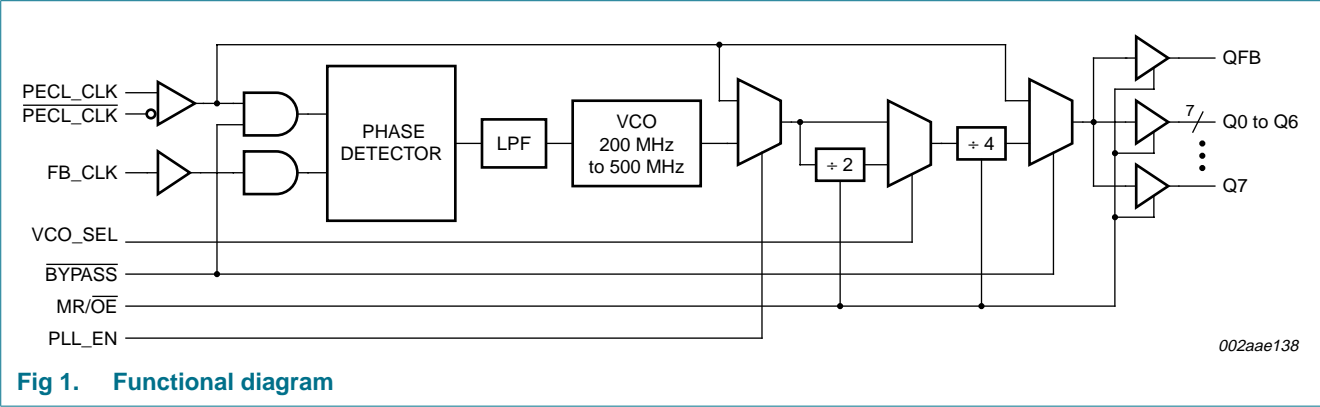 PECL_CLK
PECL_CLK
FB_CLK
VCO_SEL
BYPASS
MR/OE
PLL_EN
PHASE
DETECTOR
LPF
VCO
200 MHz
to 500 MHz
÷ 2
÷ 4
QFB
7
Q0 to Q6
Q7
002aae138
Fig 1. Functional diagram